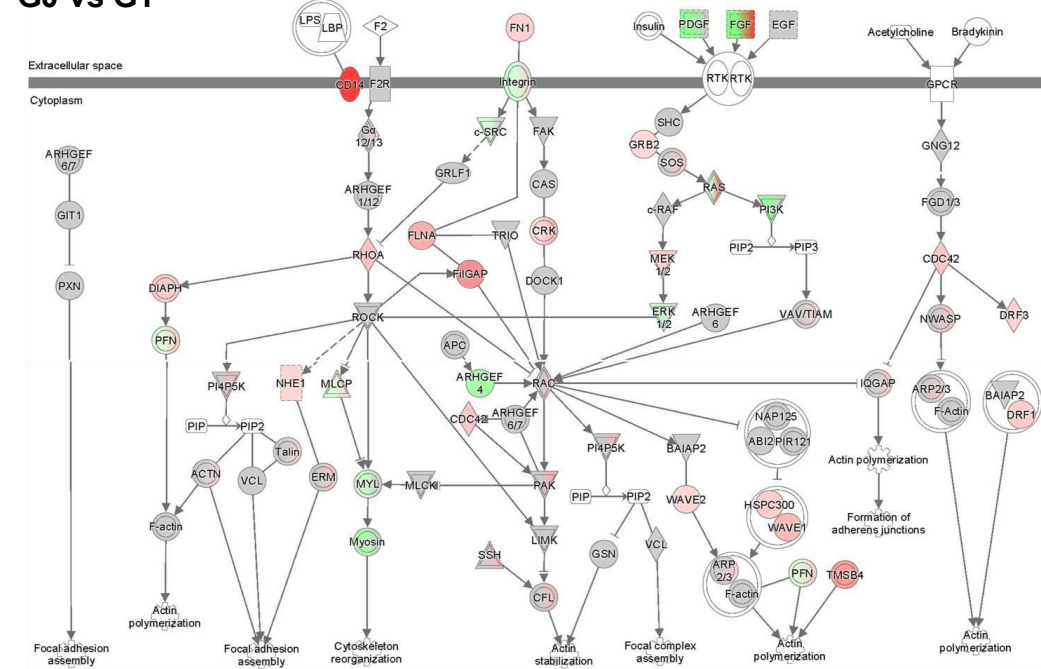 G0 vs G1
LPS
LBP
F2
FN1
Insulin
PDGF
FGF
EGF
Acetylcholine
Bradykinin
Extracellular space
CD14
F2R
Integrin
RTK
RTK
GPCR
Cytoplasm
Gα
12/13
c-SRC
FAK
SHC
GRB2
SOS
GNG12
ARHGEF
6/7
GRLF1
CAS
RAS
ARHGEF
1/12
GIT1
c-RAF
PI3K
FGD1/3
FLNA
TRIO
CRK
PIP2
PIP3
RHOA
MEK
1/2
CDC42
FilGAP
DOCK1
PXN
DIAPH
ROCK
ERK
1/2
ARHGEF
6
VAV/TIAM
NWASP
DRF3
PFN
APC
PI4P5K
NHE1
MLCP
ARHGEF
4
RAC
IQGAP
ARP2/3
F-Actin
BAIAP2
DRF1
CDC42
ARHGEF
6/7
NAP125
ABI2
PIR121
PIP
PIP2
Talin
PI4P5K
BAIAP2
Actin polymerization
ACTN
VCL
ERM
MYL
MLCK
PAK
PIP
PIP2
WAVE2
HSPC300
WAVE1
Formation of
adherens junctions
F-actin
Myosin
LIMK
SSH
GSN
VCL
ARP
2/3
F-actin
PFN
TMSB4
CFL
Actin
polymerization
Focal adhesion
assembly
Focal adhesion
assembly
Cytoskeleton
reorganization
Actin
stabilization
Focal complex
assembly
Actin
polymerization
Actin
polymerization